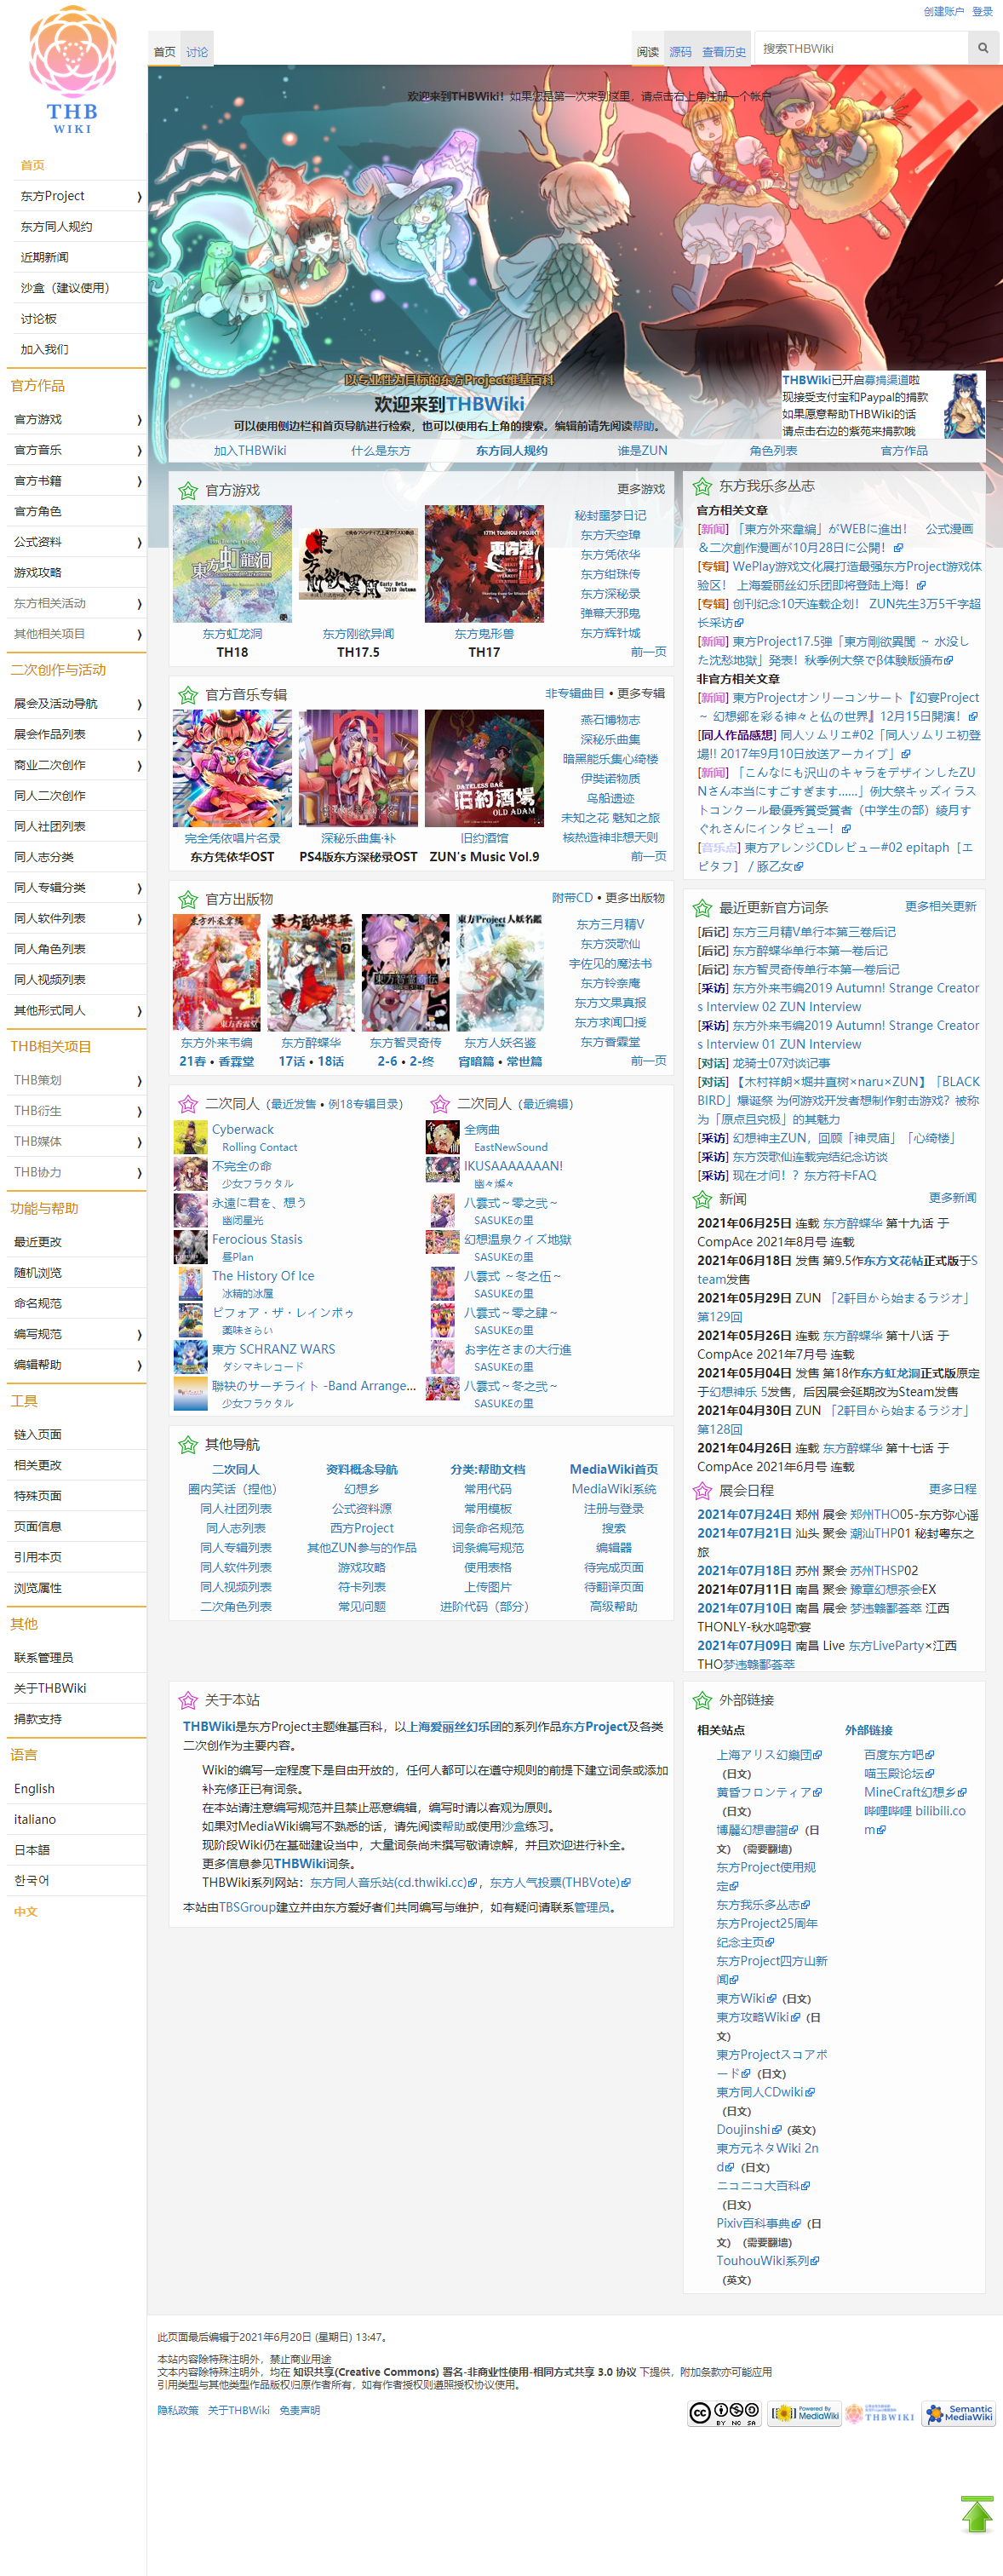 创建账户 登录
THB
WIKI
首页 讨论
阅读 源码 查看历史
搜索THBWiki
欢迎来到THBWiki！如果您是第一次来到这里，请点击右上角注册一个帐户
首页
东方Project
东方同人规约
近期新闻
沙盒（建议使用）
讨论板
加入我们
官方作品
官方游戏
官方音乐
官方书籍
官方角色
公式资料
游戏攻略
东方相关活动
其他相关项目
二次创作与活动
展会及活动导航
展会作品列表
商业二次创作
同人二次创作
同人社团列表
同人志分类
同人专辑分类
同人软件列表
同人角色列表
同人视频列表
其他形式同人
THB相关项目
THB策划
THB衍生
THB媒体
THB协力
功能与帮助
最近更改
随机浏览
命名规范
编写规范
编辑帮助
工具
链入页面
相关更改
特殊页面
页面信息
引用本页
浏览属性
其他
联系管理员
关于THBWiki
捐款支持
语言
English
italiano
日本語
한국어
中文
以专业性为目标的东方Project维基百科
欢迎来到THBWiki
可以使用侧边栏和首页导航进行检索，也可以使用右上角的搜索。编辑前请先阅读帮助。
THBWiki已开启募捐渠道啦
现接受支付宝和Paypal的捐款
如果愿意帮助THBWiki的话
请点击右边的紫苑来捐款哦
加入THBWiki 什么是东方 东方同人规约 谁是ZUN 角色列表 官方作品
官方游戏 更多游戏
东方虹龙洞
TH18
东方刚欲异闻
TH17.5
东方鬼形兽
TH17
秘封噩梦日记
东方天空璋
东方凭依华
东方绀珠传
东方深秘录
弹幕天邪鬼
东方辉针城
前一页
官方音乐专辑 非专辑曲目 • 更多专辑
完全凭依唱片名录
东方凭依华OST
深秘乐曲集·补
PS4版东方深秘录OST
DATELESS BAR
旧約酒場
OLD ADAM
旧约酒馆
ZUN's Music Vol.9
燕石博物志
深秘乐曲集
暗黑能乐集心绮楼
伊奘诺物质
鸟船遗迹
未知之花 魅知之旅
核热造神非想天则
前一页
官方出版物 附带CD • 更多出版物
东方外来韦编
21春 • 香霖堂
东方醉蝶华
17话 • 18话
东方智灵奇传
2-6 • 2-终
东方人妖名鉴
宵暗篇 • 常世篇
东方三月精V
东方茨歌仙
宇佐见的魔法书
东方铃奈庵
东方文果真报
东方求闻口授
东方香霖堂
前一页
二次同人（最近发售 • 例18专辑目录）
Cyberwack
Rolling Contact
不完全の命
少女フラクタル
永遠に君を、想う
幽闭星光
Ferocious Stasis
昼Plan
The History Of Ice
冰精的冰屋
ビフォア・ザ・レインボゥ
薬味さらい
東方 SCHRANZ WARS
ダシマキレコード
聯袂のサーチライト -Band Arrange...
少女フラクタル
二次同人（最近编辑）
全病曲
EastNewSound
IKUSAAAAAAAN!
幽々燦々
八雲式～零之弐～
SASUKEの里
幻想温泉クイズ地獄
SASUKEの里
八雲式 ～冬之伍～
SASUKEの里
八雲式～零之肆～
SASUKEの里
お宇佐さまの大行進
SASUKEの里
八雲式～冬之弐～
SASUKEの里
其他导航
二次同人 资料概念导航 分类:帮助文档 MediaWiki首页
圈内笑话（捏他） 幻想乡 常用代码 MediaWiki系统
同人社团列表 公式资料源 常用模板 注册与登录
同人志列表 西方Project 词条命名规范 搜索
同人专辑列表 其他ZUN参与的作品 词条编写规范 编辑器
同人软件列表 游戏攻略 使用表格 待完成页面
同人视频列表 符卡列表 上传图片 待翻译页面
二次角色列表 常见问题 进阶代码（部分） 高级帮助
东方我乐多丛志
官方相关文章
[新闻] 「東方外來韋編」がWEBに進出！　公式漫画＆二次創作漫画が10月28日に公開！
[专辑] WePlay游戏文化展打造最强东方Project游戏体验区！ 上海爱丽丝幻乐团即将登陆上海！
[专辑] 创刊纪念10天连载企划！ ZUN先生3万5千字超长采访
[新闻] 東方Project17.5弾「東方剛欲異聞 ～ 水没した沈愁地獄」発表！秋季例大祭でβ体験版頒布
非官方相关文章
[新闻] 東方Projectオンリーコンサート『幻宴Project ～ 幻想郷を彩る神々と仏の世界』12月15日開演！
[同人作品感想] 同人ソムリエ#02「同人ソムリエ初登場!! 2017年9月10日放送アーカイブ」
[新闻] 「こんなにも沢山のキャラをデザインしたZUNさん本当にすごすぎます……」例大祭キッズイラストコンクール最優秀賞受賞者（中学生の部）綾月すぐれさんにインタビュー！
[音乐点] 東方アレンジCDレビュー#02 epitaph［エピタフ］ / 豚乙女
最近更新官方词条 更多相关更新
[后记] 东方三月精V单行本第三卷后记
[后记] 东方醉蝶华单行本第一卷后记
[后记] 东方智灵奇传单行本第一卷后记
[采访] 东方外来韦编2019 Autumn! Strange Creators Interview 02 ZUN Interview
[采访] 东方外来韦编2019 Autumn! Strange Creators Interview 01 ZUN Interview
[对话] 龙骑士07对谈记事
[对话] 【木村祥朗×堀井直树×naru×ZUN】「BLACK BIRD」爆诞祭 为何游戏开发者想制作射击游戏？被称为「原点且究极」的其魅力
[采访] 幻想神主ZUN，回顾「神灵庙」「心绮楼」
[采访] 东方茨歌仙连载完结纪念访谈
[采访] 现在才问！？东方符卡FAQ
新闻 更多新闻
2021年06月25日 连载 东方醉蝶华 第十九话 于CompAce 2021年8月号 连载
2021年06月18日 发售 第9.5作东方文花帖正式版于Steam发售
2021年05月29日 ZUN 「2軒目から始まるラジオ」第129回
2021年05月26日 连载 东方醉蝶华 第十八话 于CompAce 2021年7月号 连载
2021年05月04日 发售 第18作东方虹龙洞正式版原定于幻想神乐 5发售，后因展会延期改为Steam发售
2021年04月30日 ZUN 「2軒目から始まるラジオ」第128回
2021年04月26日 连载 东方醉蝶华 第十七话 于CompAce 2021年6月号 连载
展会日程 更多日程
2021年07月24日 郑州 展会 郑州THO05-东方弥心谣
2021年07月21日 汕头 聚会 潮汕THP01 秘封粤东之旅
2021年07月18日 苏州 聚会 苏州THSP02
2021年07月11日 南昌 聚会 豫章幻想茶会EX
2021年07月10日 南昌 展会 梦违赣鄱荟萃 江西THONLY-秋水鸣歌宴
2021年07月09日 南昌 Live 东方LiveParty×江西THO梦违赣鄱荟萃
关于本站
THBWiki是东方Project主题维基百科，以上海爱丽丝幻乐团的系列作品东方Project及各类二次创作为主要内容。
Wiki的编写一定程度下是自由开放的，任何人都可以在遵守规则的前提下建立词条或添加补充修正已有词条。
在本站请注意编写规范并且禁止恶意编辑，编写时请以客观为原则。
如果对MediaWiki编写不熟悉的话，请先阅读帮助或使用沙盒练习。
现阶段Wiki仍在基础建设当中，大量词条尚未撰写敬请谅解，并且欢迎进行补全。
更多信息参见THBWiki词条。
THBWiki系列网站：东方同人音乐站(cd.thwiki.cc)，东方人气投票(THBVote)
本站由TBSGroup建立并由东方爱好者们共同编写与维护，如有疑问请联系管理员。
外部链接
相关站点
上海アリス幻樂団（日文）
黄昏フロンティア（日文）
博麗幻想書譜（日文）（需要翻墙）
东方Project使用规定
东方我乐多丛志
东方Project25周年纪念主页
东方Project四方山新闻
東方Wiki（日文）
東方攻略Wiki（日文）
東方Projectスコアボード（日文）
東方同人CDwiki（日文）
Doujinshi（英文）
東方元ネタWiki 2nd（日文）
ニコニコ大百科（日文）
Pixiv百科事典（日文）（需要翻墙）
TouhouWiki系列（英文）
外部链接
百度东方吧
喵玉殿论坛
MineCraft幻想乡
哔哩哔哩 bilibili.com
此页面最后编辑于2021年6月20日 (星期日) 13:47。
本站内容除特殊注明外，禁止商业用途
文本内容除特殊注明外，均在 知识共享(Creative Commons) 署名-非商业性使用-相同方式共享 3.0 协议 下提供，附加条款亦可能应用
引用类型与其他类型作品版权归原作者所有，如有作者授权则遵照授权协议使用。
隐私政策 关于THBWiki 免责声明
cc BY NC SA
Powered By MediaWiki
THBWIKI
Semantic MediaWiki